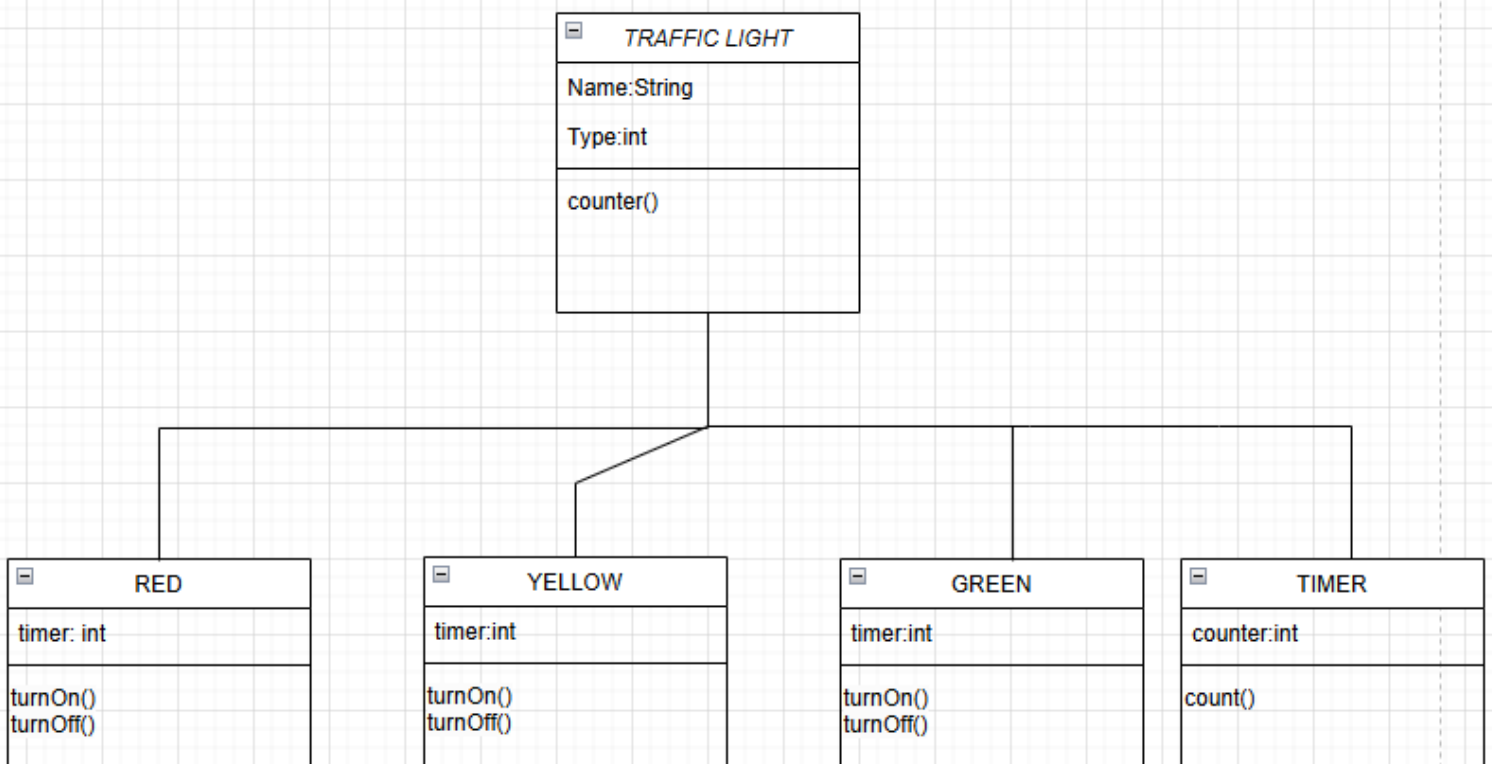 TRAFFIC LIGHT
Name:String
Type:int
counter()
RED
timer: int
turnOn()
turnOff()
YELLOW
timer:int
turnOn()
turnOff()
GREEN
timer:int
turnOn()
turnOff()
TIMER
counter:int
count()